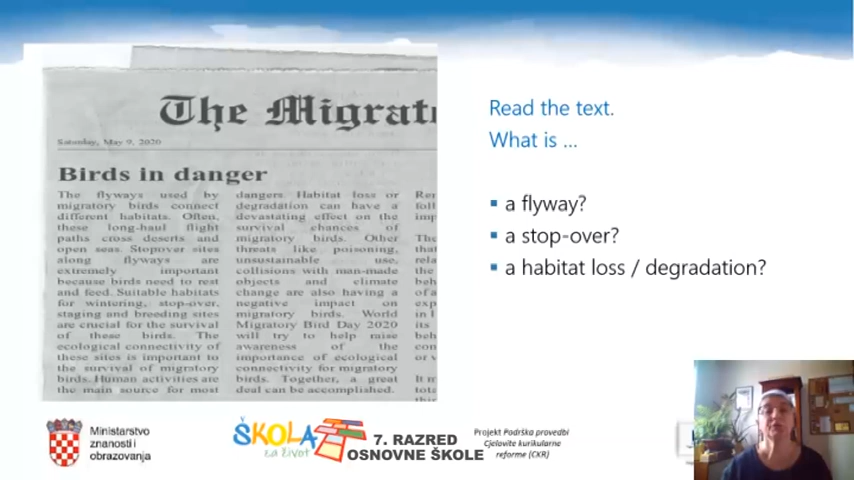 The Migrat
Saturday, May 9, 2020
Birds in danger
The flyways used by
migratory birds connect
different habitats. Often,
these long-haul flight
paths cross deserts and
open seas. Stopover sites
along flyways are
extremely important
because birds need to rest
and feed. Suitable habitats
for wintering, stop-over,
staging and breeding sites
are crucial for the survival
of these birds. The
ecological connectivity of
these sites is important to
the survival of migratory
birds. Human activities are
the main source for most
dangers. Habitat loss or
degradation can have a
devastating effect on the
survival chances of
migratory birds. Other
threats like poisoning,
unsustainable use,
collisions with man-made
objects and climate
change are also having a
negative impact on
migratory birds. World
Migratory Bird Day 2020
will try to help raise
awareness of the
importance of ecological
connectivity for migratory
birds. Together, a great
deal can be accomplished.
Read the text.
What is ...
a flyway?
a stop-over?
a habitat loss / degradation?
Ministarstvo
znanosti i
obrazovanja
ŠKOLA
za život
7. RAZRED
OSNOVNE ŠKOLE
Projekt Podrška provedbi
Cjelovite kurikularne
reforme (CKR)